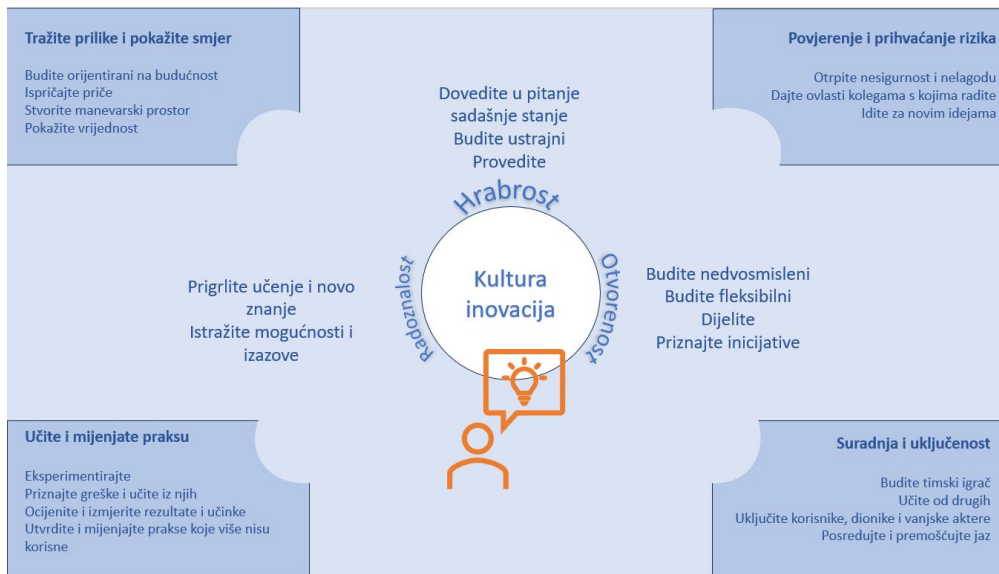 Tražite prilike i pokažite smjer
Budite orijentirani na budućnost
Ispričajte priče
Stvorite manevarski prostor
Pokažite vrijednost
Povjerenje i prihvaćanje rizika
Otrpite nesigurnost i nelagodu
Dajte ovlasti kolegama s kojima radite
Idite za novim idejama
Dovedite u pitanje
sadašnje stanje
Budite ustrajni
Provedite
Hrabrost
Radoznalost
Kultura
inovacija
Otvorenost
Prigrlite učenje i novo
znanje
Istražite mogućnosti i
izazove
Budite nedvosmisleni
Budite fleksibilni
Dijelite
Priznajte inicijative
Učite i mijenjate praksu
Eksperimentirajte
Priznajte greške i učite iz njih
Ocijenite i izmjerite rezultate i učinke
Utvrdite i mijenjajte prakse koje više nisu
korisne
Suradnja i uključenost
Budite timski igrač
Učite od drugih
Uključite korisnike, dionike i vanjske aktere
Posredujte i premošćujte jaz